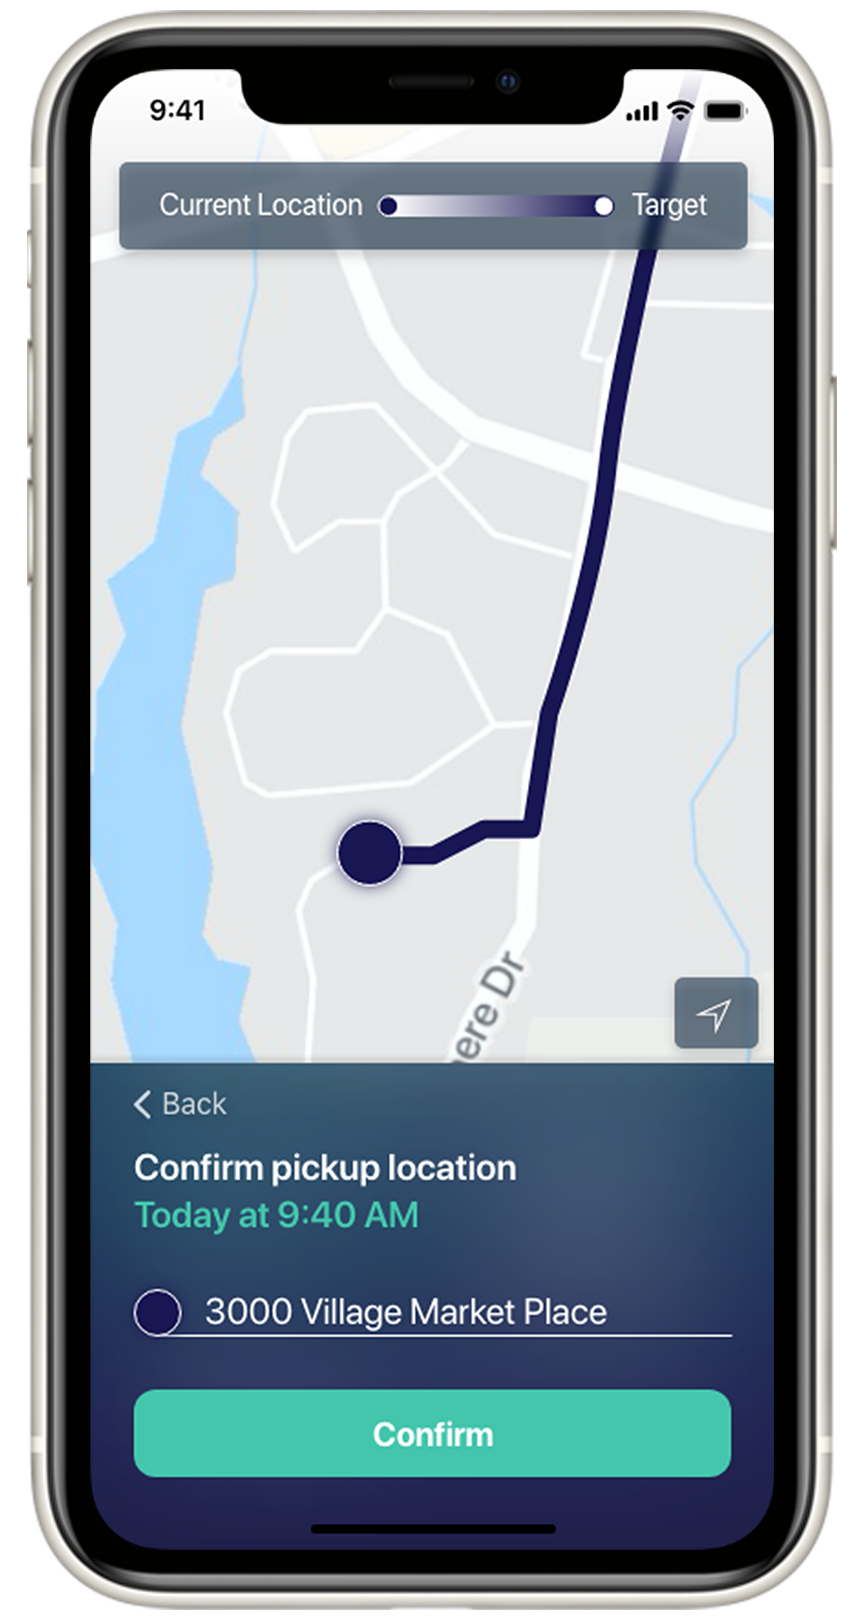 9:41
Current Location Target
ere Dr
Back
Confirm pickup location
Today at 9:40 AM
3000 Village Market Place
Confirm